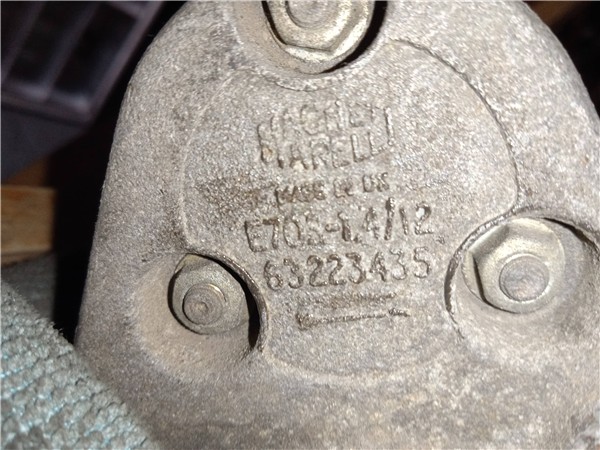 MAGNETI
MARELLI
MADE IN UK
E70S-1.4/12
63223435